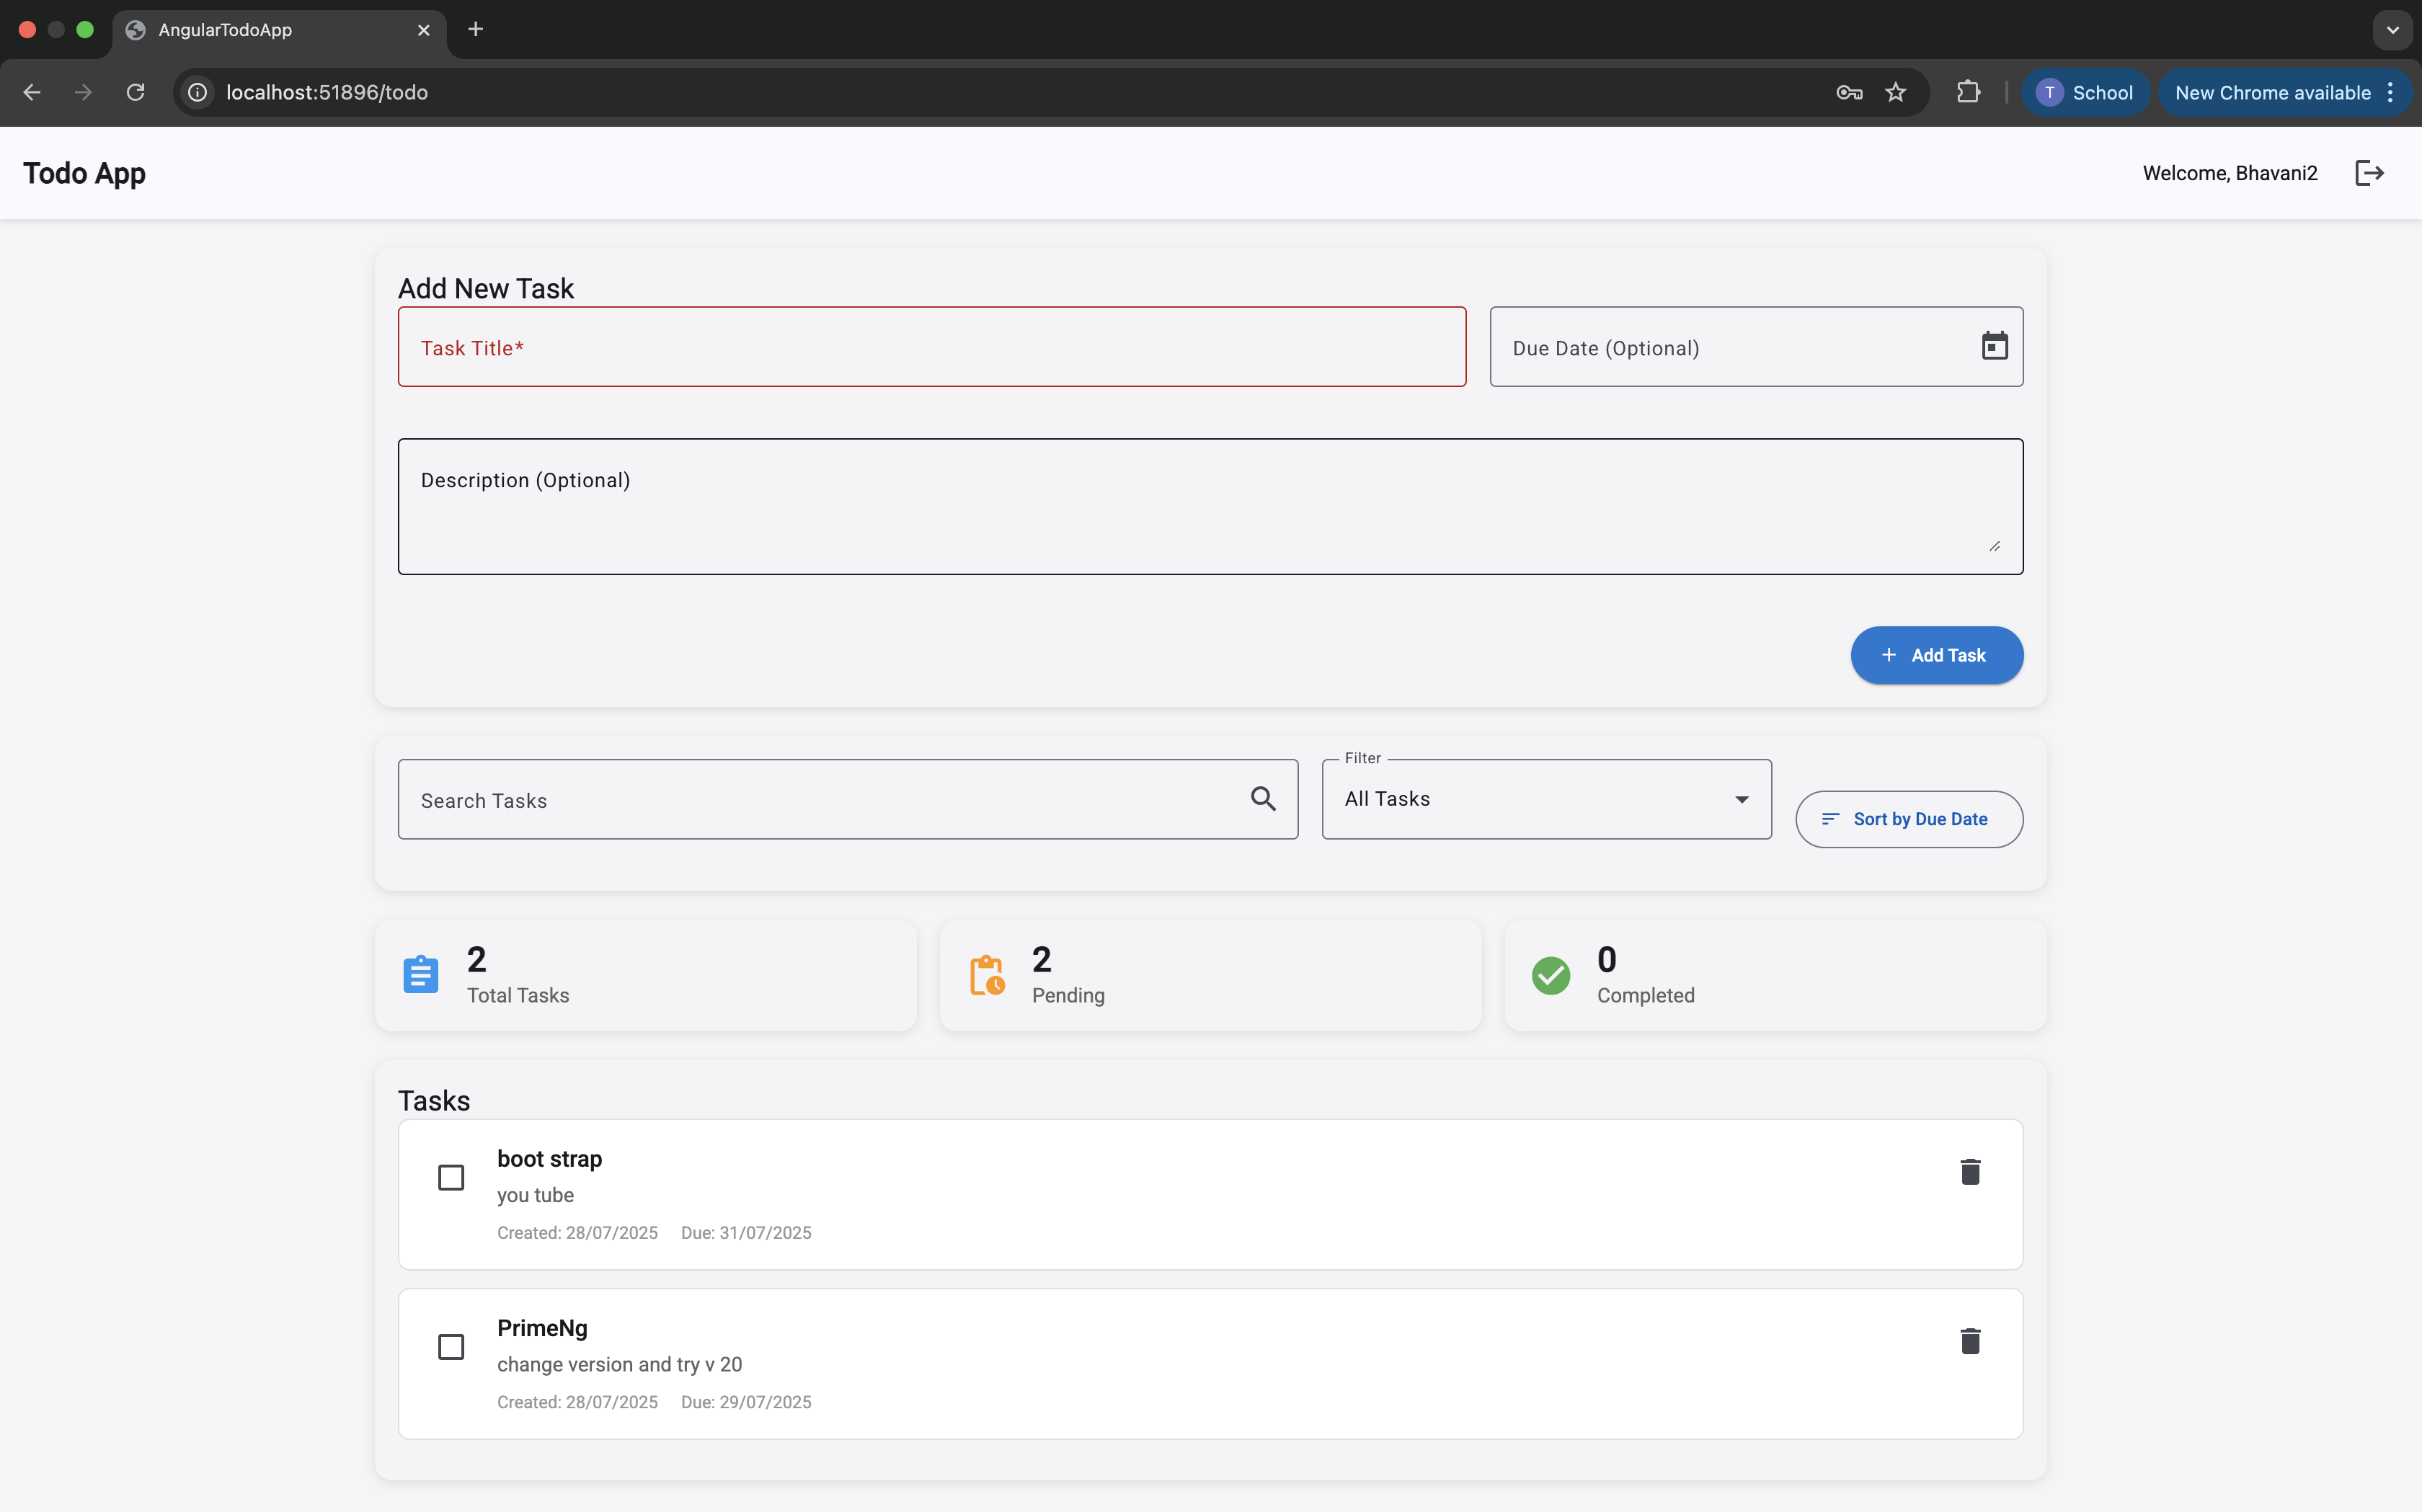 AngularTodoApp
localhost:51896/todo
T School
New Chrome available
Todo App
Welcome, Bhavani2
Add New Task
Task Title*
Due Date (Optional)
Description (Optional)
+ Add Task
Search Tasks
Filter
All Tasks
Sort by Due Date
2
Total Tasks
2
Pending
0
Completed
Tasks
boot strap
you tube
Created: 28/07/2025 Due: 31/07/2025
PrimeNg
change version and try v 20
Created: 28/07/2025 Due: 29/07/2025